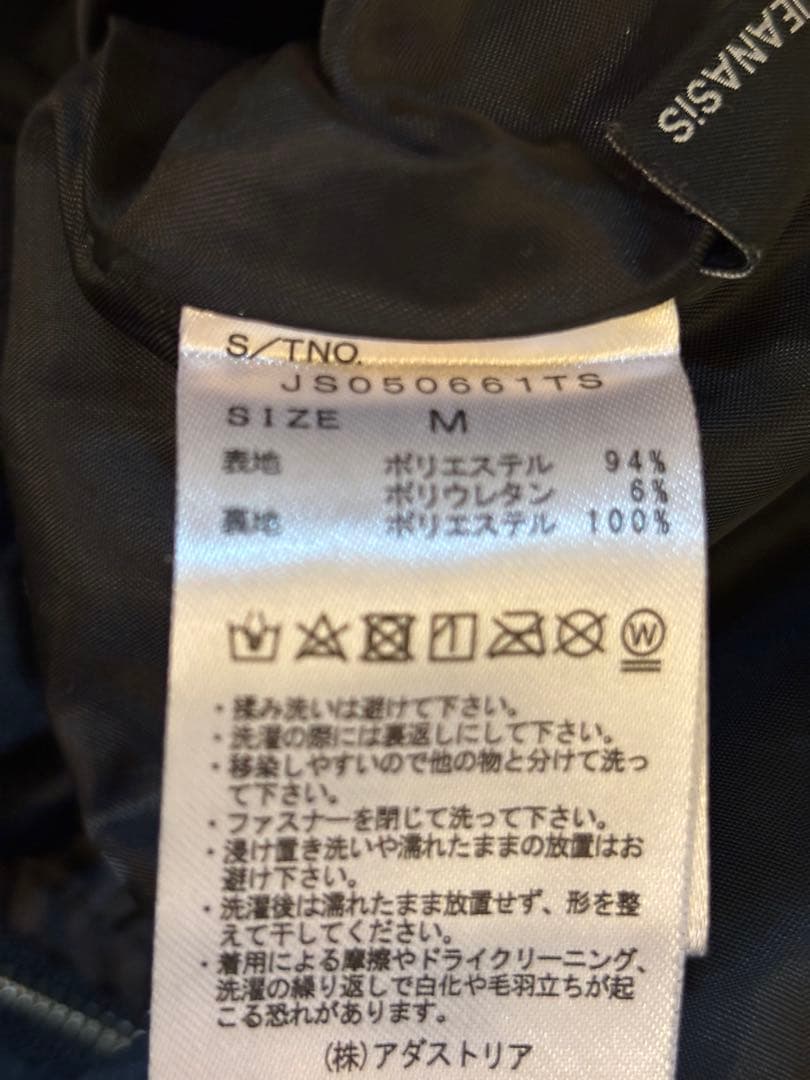 JEANASiS
S/TNO.
JS050661TS
SIZE M
表地 ポリエステル 94%
ポリウレタン 6%
裏地 ポリエステル 100%
W
・揉み洗いは避けて下さい。
・洗濯の際には裏返しにして下さい。
・移染しやすいので他の物と分けて洗っ
て下さい。
・ファスナーを閉じて洗って下さい。
・浸け置き洗いや濡れたままの放置はお
避け下さい。
・洗濯後は濡れたまま放置せず、形を整
えて干してください。
・着用による摩擦やドライクリーニング、
洗濯の繰り返しで白化や毛羽立ちが起
こる恐れがあります。
(株)アダストリア